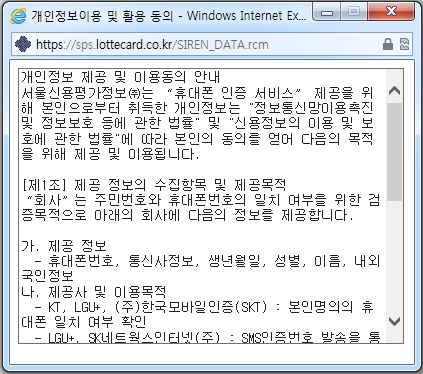 개인정보이용 및 활용 동의 - Windows Internet Ex...
https://sps.lottecard.co.kr/SIREN_DATA.rcm
개인정보 제공 및 이용동의 안내
서울신용평가정보㈜는 “휴대폰 인증 서비스” 제공을 위
해 본인으로부터 취득한 개인정보는 "정보통신망이용촉진
및 정보보호 등에 관한 법률" 및 "신용정보의 이용 및 보
호에 관한 법률"에 따라 본인의 동의를 얻어 다음의 목적
을 위해 제공 및 이용됩니다.
[제1조] 제공 정보의 수집항목 및 제공목적
“회사” 는 주민번호와 휴대폰번호의 일치 여부를 위한 검
증목적으로 아래의 회사에 다음의 정보를 제공합니다.
가. 제공 정보
- 휴대폰번호, 통신사정보, 생년월일, 성별, 이름, 내외
국인정보
나. 제공사 및 이용목적
- KT, LGU+, (주)한국모바일인증(SKT) : 본인명의의 휴
대폰 일치 여부 확인
- LGU+, SK네트웍스인터넷(주) : SMS인증번호 발송을 통